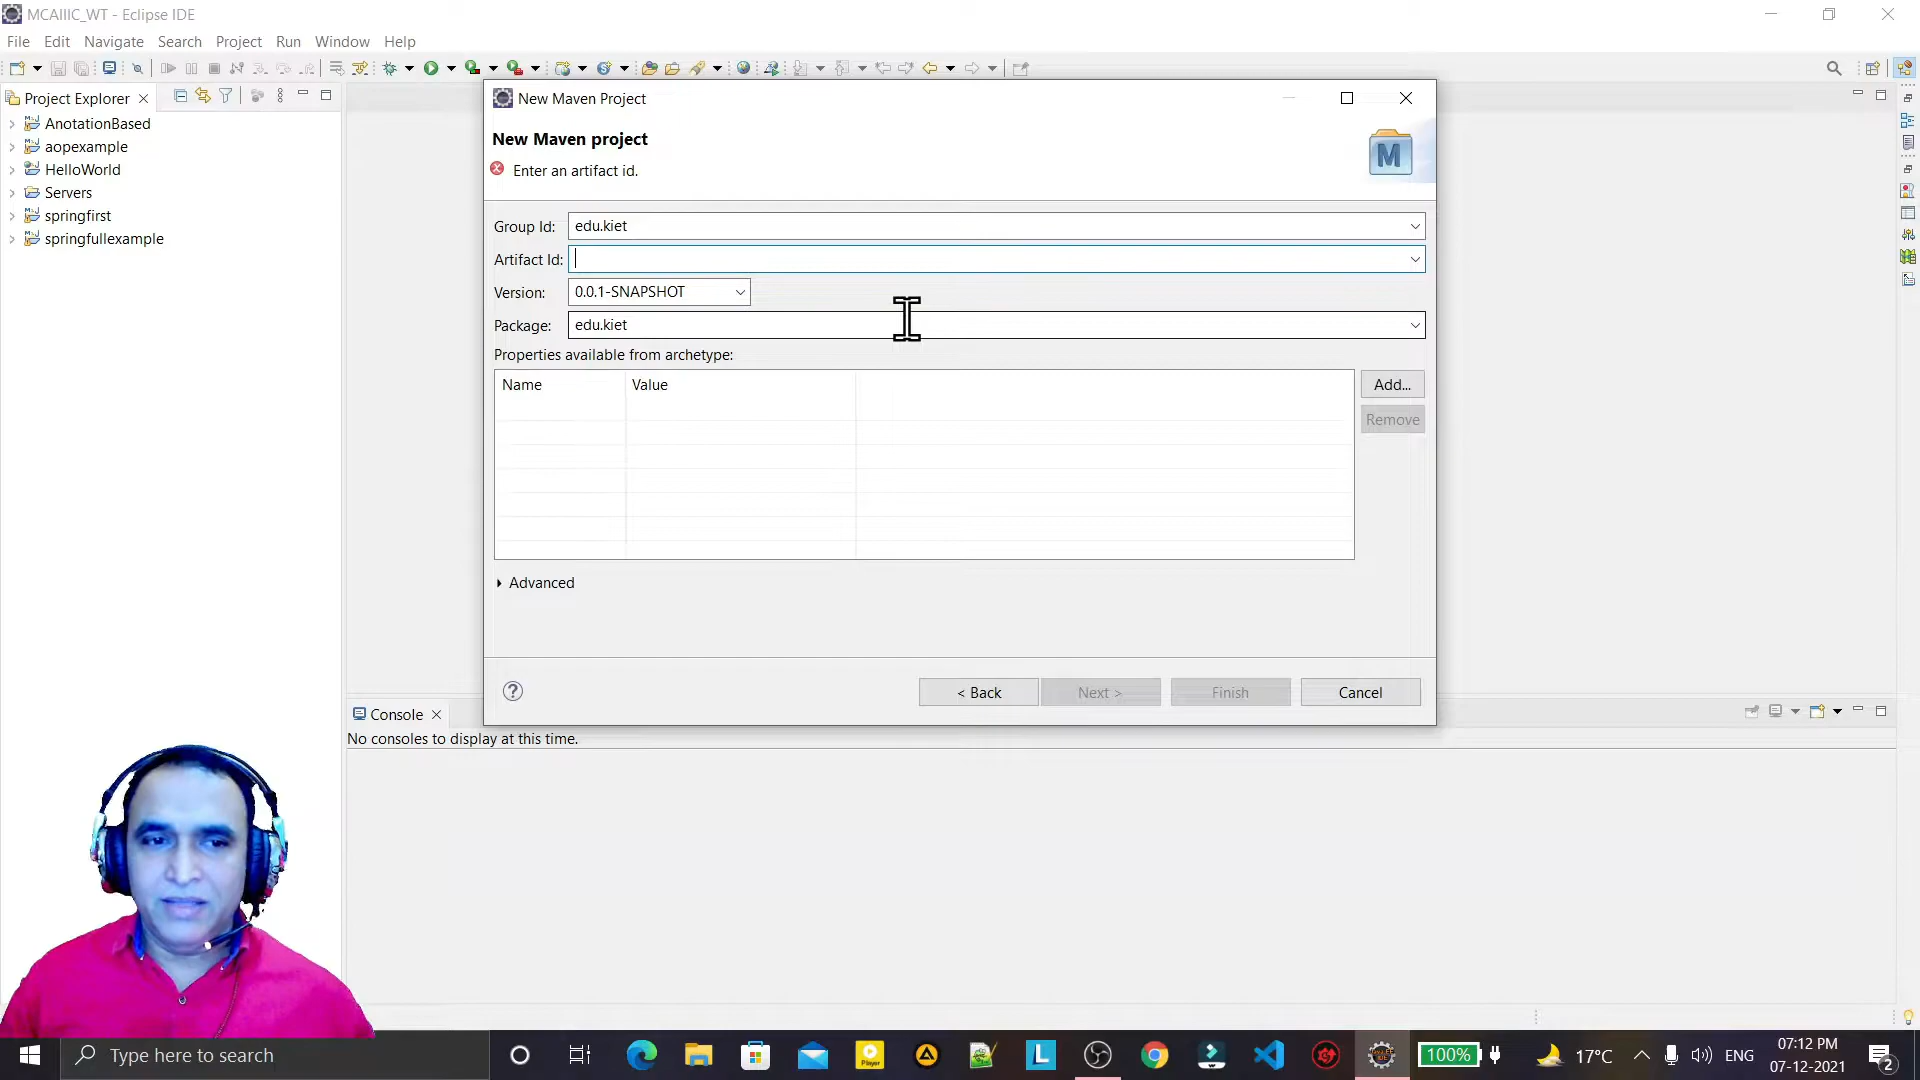 MCAIIIC_WT - Eclipse IDE
File Edit Navigate Search Project Run Window Help
Project Explorer
AnotationBased
aopexample
HelloWorld
Servers
springfirst
springfullexample
New Maven Project
New Maven project
M
Enter an artifact id.
Group Id: edu.kiet
Artifact Id:
Version: 0.0.1-SNAPSHOT
Package: edu.kiet
Properties available from archetype:
Name Value
Add...
Remove
Advanced
< Back Next > Finish Cancel
Console
No consoles to display at this time.
Type here to search
Player
L
100%
17°C
ENG
07:12 PM
07-12-2021
2